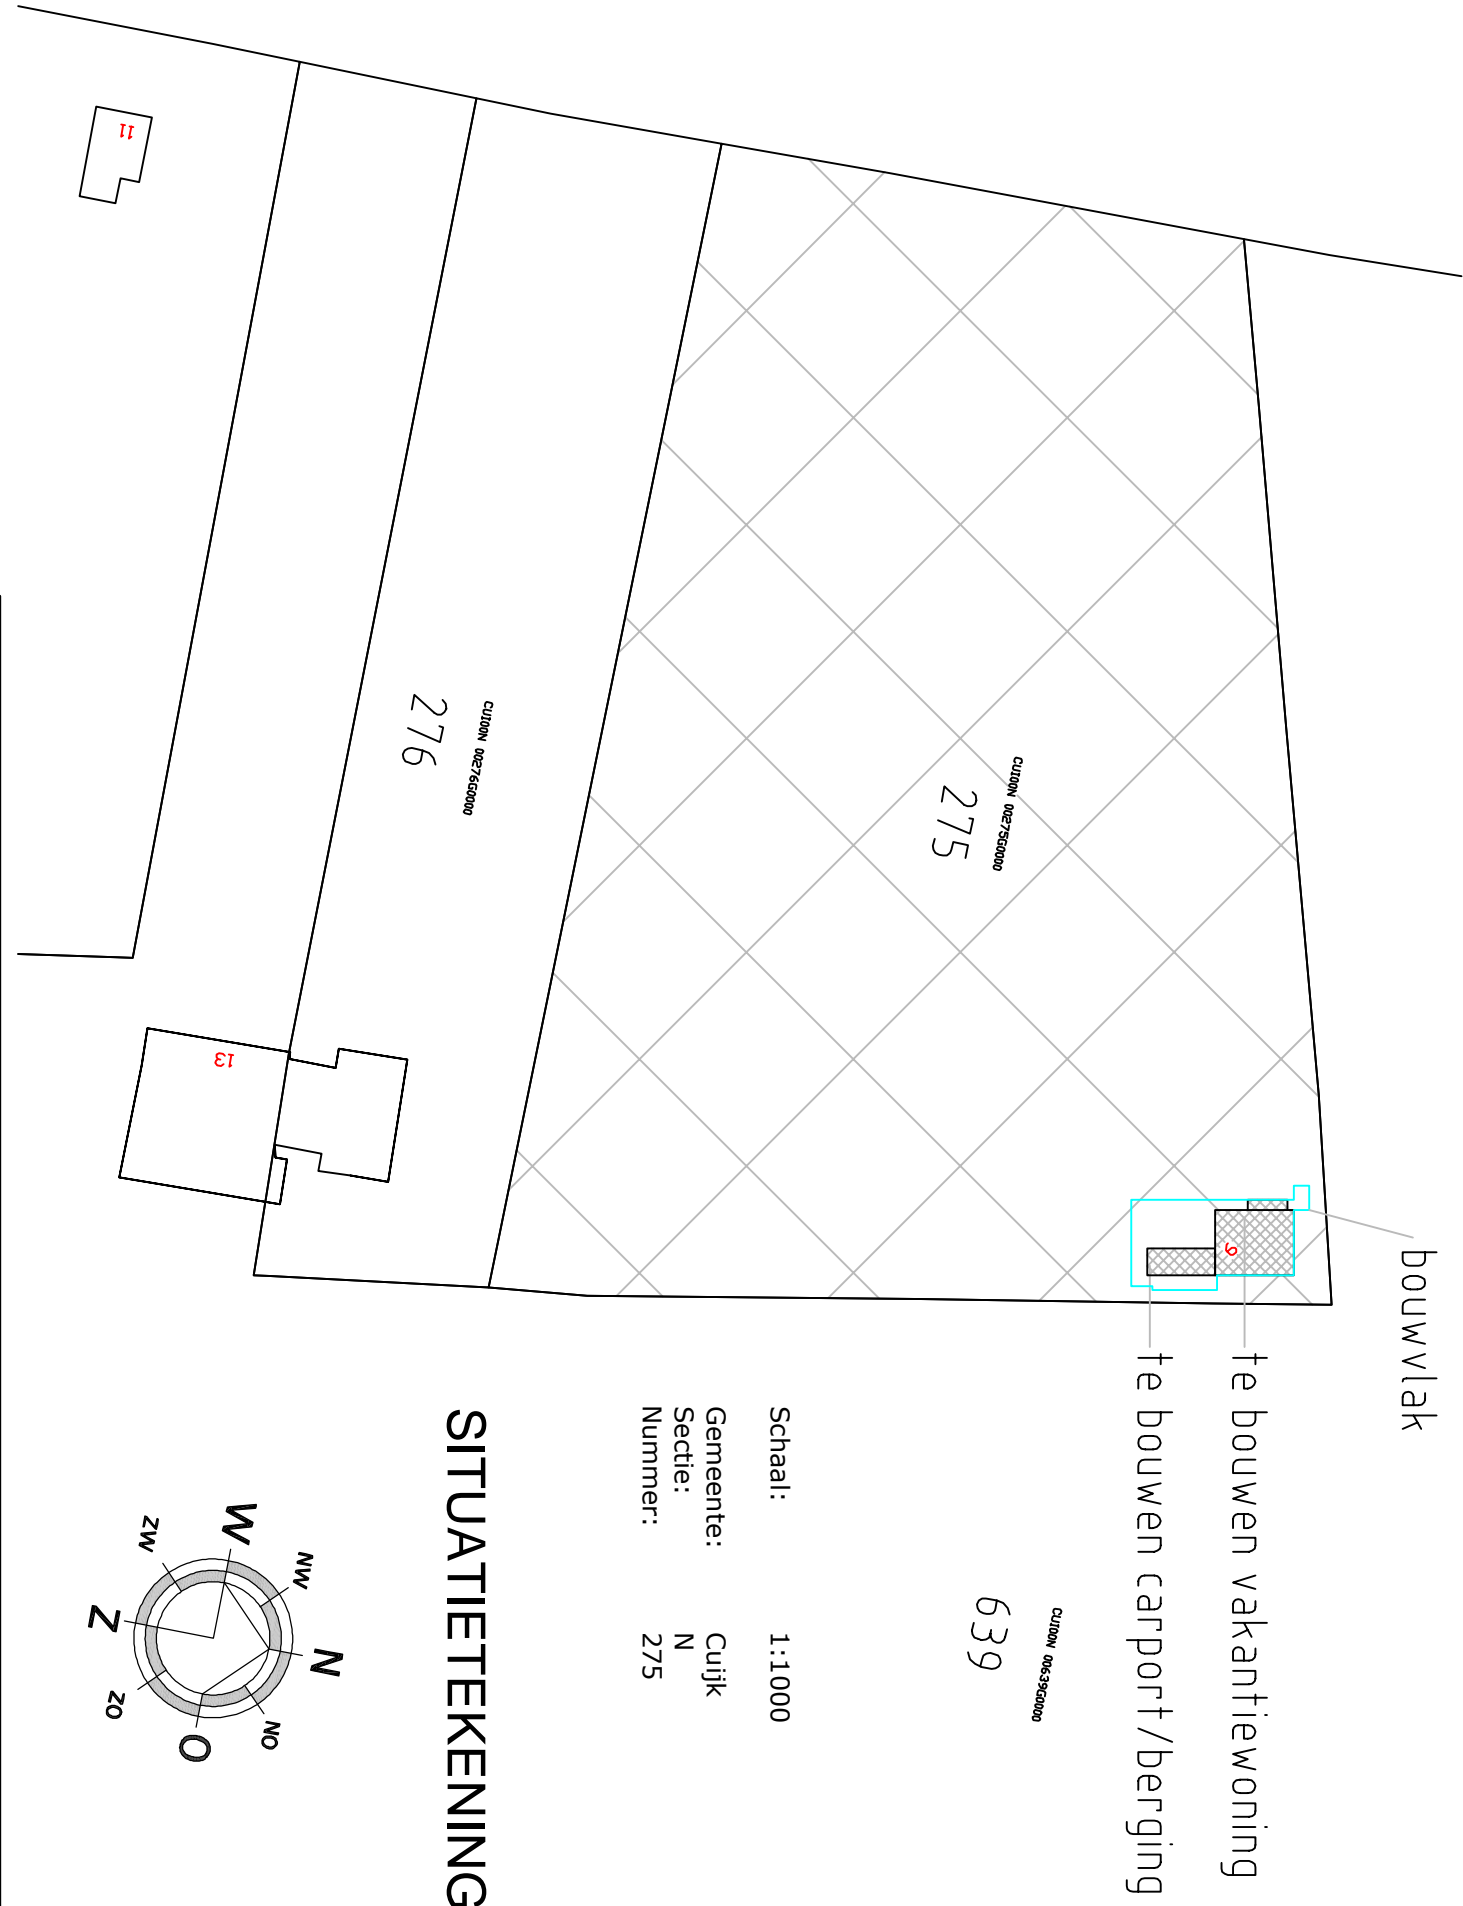 bouwvlak
te bouwen vakantiewoning
te bouwen carport/berging
9
CUI00N 00275G0000
275
CUI00N 00639G0000
639
CUI00N 00276G0000
276
11
13
Schaal: 1:1000
Gemeente: Cuijk
Sectie: N
Nummer: 275
SITUATIETEKENING
N
NO
O
ZO
Z
ZW
W
NW